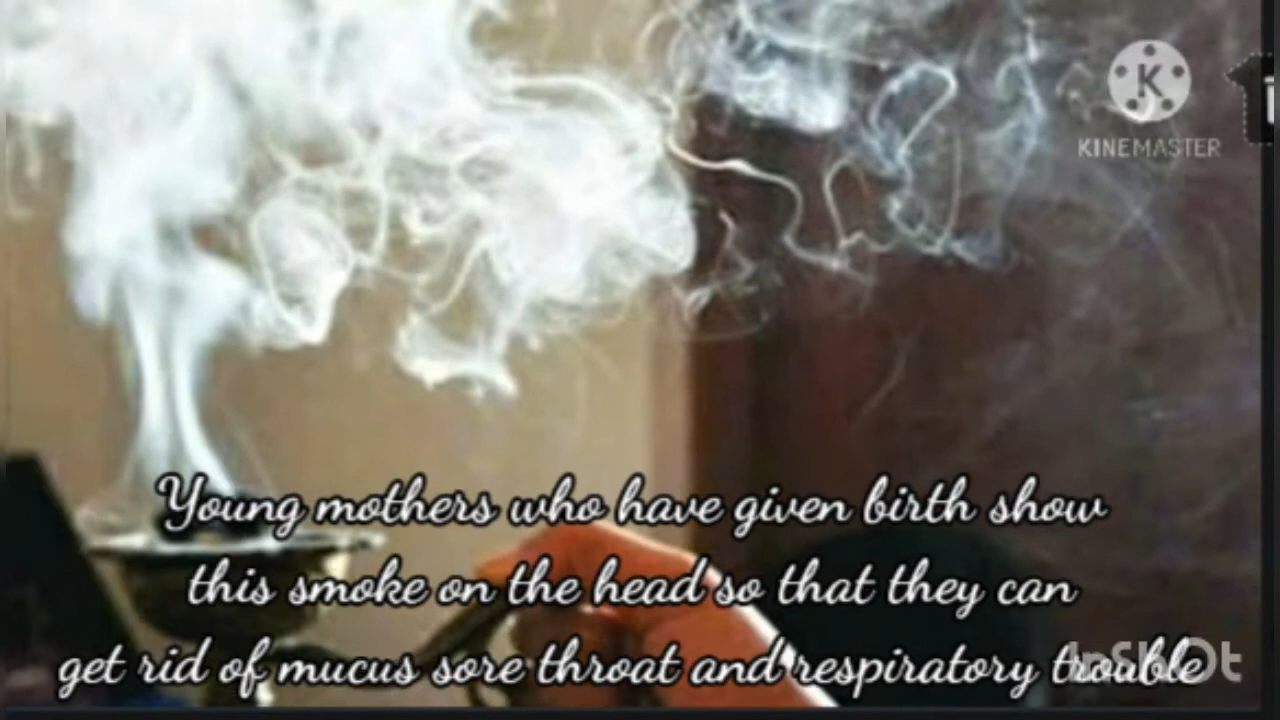 KINEMASTER
Young mothers who have given birth show
this smoke on the head so that they can
get rid of mucus sore throat and respiratory trouble
InShOt